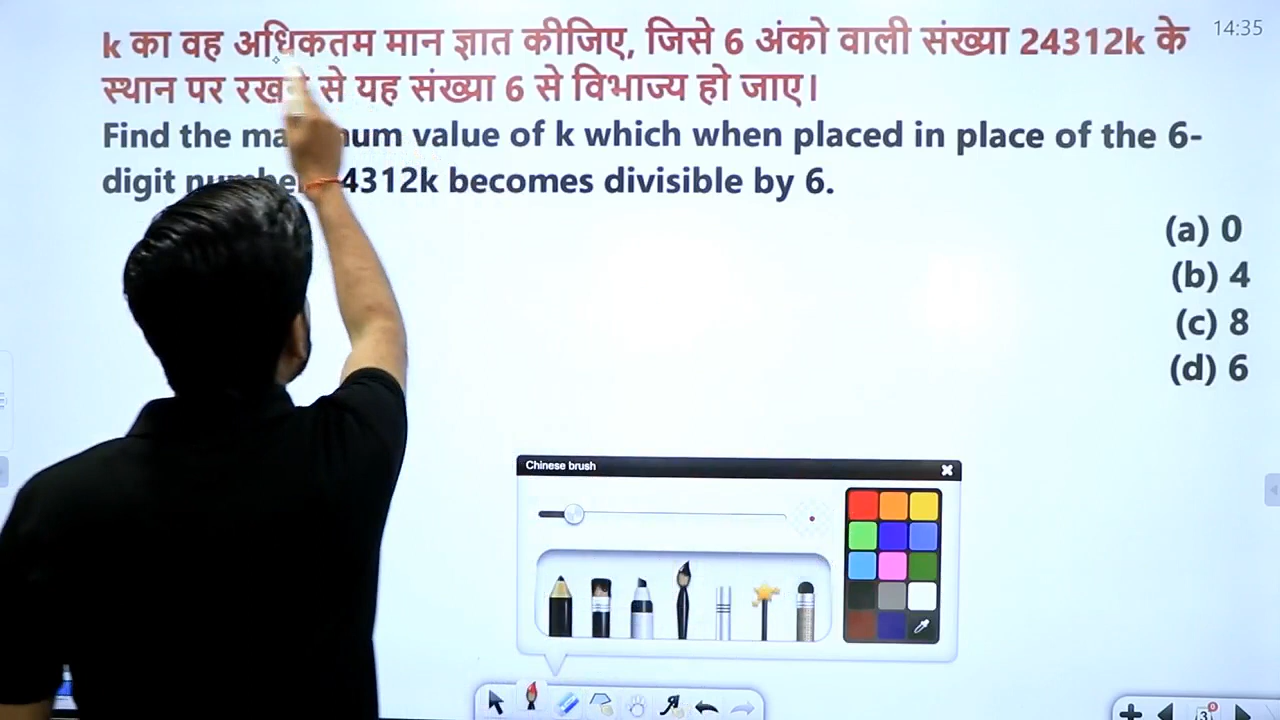 k का वह अधिकतम मान ज्ञात कीजिए, जिसे 6 अंको वाली संख्या 24312k के
14:35
स्थान पर से यह संख्या 6 से विभाज्य हो जाए।
Find the value of k which when placed in place of the 6-
digit 4312k becomes divisible by 6.
(a) 0
(b) 4
(c) 8
(d) 6
Chinese brush